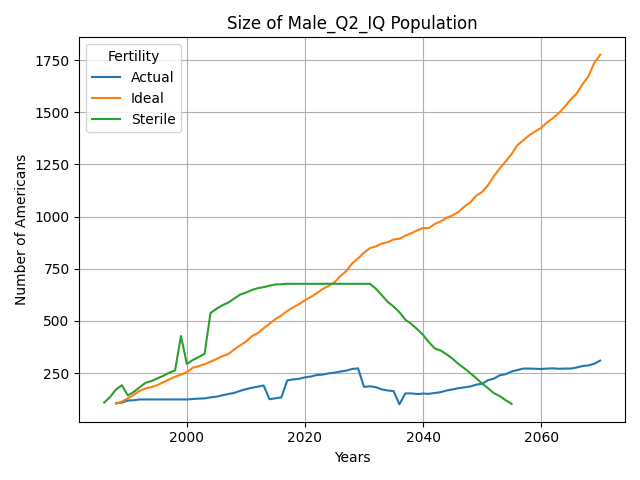 Size of Male_Q2_IQ Population
Fertility
Actual
Ideal
Sterile
Number of Americans
1750
1500
1250
1000
750
500
250
2000
2020
2040
2060
Years